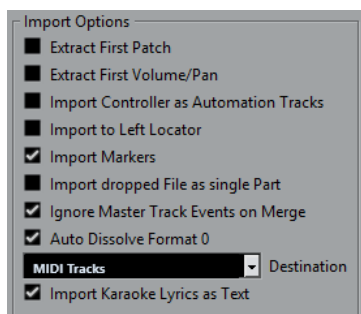 Import Options
Extract First Patch
Extract First Volume/Pan
Import Controller as Automation Tracks
Import to Left Locator
Import Markers
Import dropped File as single Part
Ignore Master Track Events on Merge
Auto Dissolve Format 0
MIDI Tracks Destination
Import Karaoke Lyrics as Text